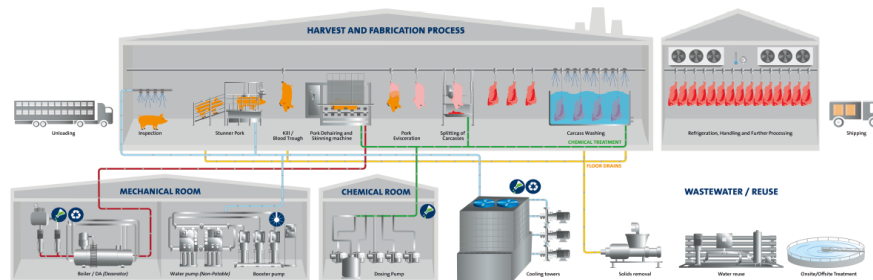 HARVEST AND FABRICATION PROCESS
Unloading
Inspection
Stunner Pork
Kill /
Blood Trough
Pork Dehairing and
Skinning machine
Pork
Evisceration
Splitting of
Carcasses
Carcass Washing
CHEMICAL TREATMENT
Refrigeration, Handling and Further Processing
Shipping
FLOOR DRAINS
MECHANICAL ROOM
CHEMICAL ROOM
WASTEWATER / REUSE
Boiler / DA (Deaerator)
Water pump (Non-Potable)
Booster pump
Dosing Pump
Cooling towers
Solids removal
Water reuse
Onsite/Offsite Treatment